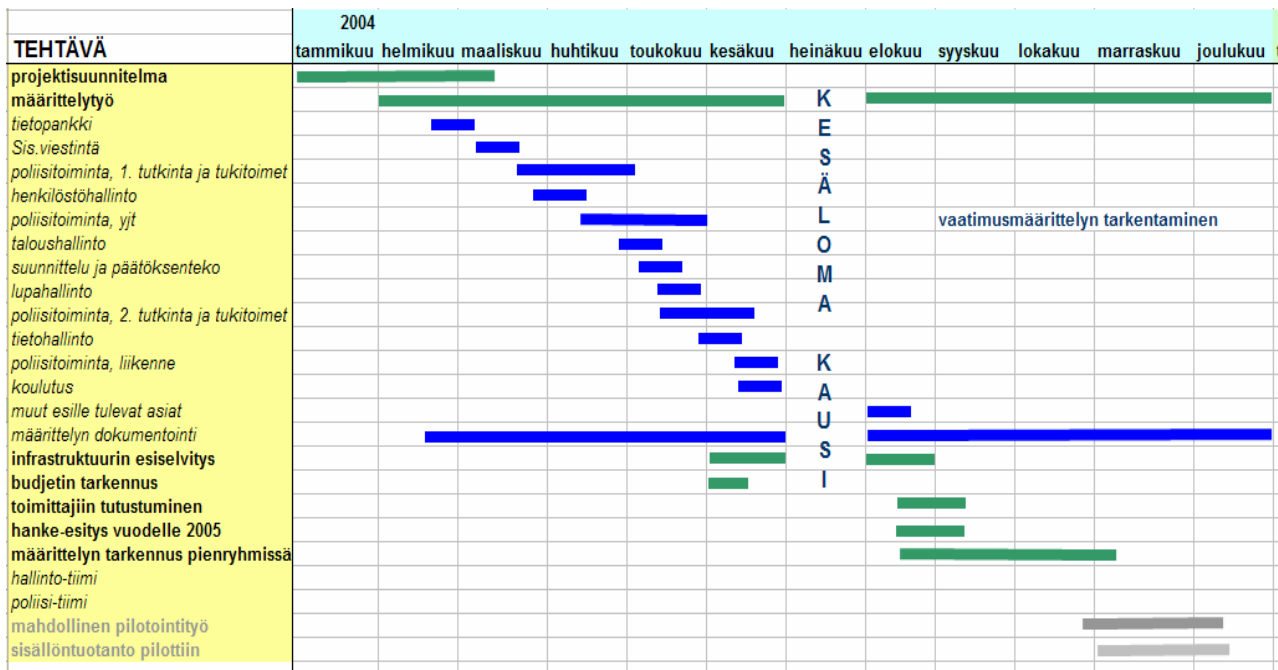 2004
TEHTÄVÄ tammikuu helmikuu maaliskuu huhtikuu toukokuu kesäkuu heinäkuu elokuu syyskuu lokakuu marraskuu joulukuu
projektisuunnitelma
määrittelytyö
tietopankki
Sis.viestintä
poliisitoiminta, 1. tutkinta ja tukitoimet
henkilöstöhallinto
poliisitoiminta, yjt
taloushallinto
suunnittelu ja päätöksenteko
lupahallinto
poliisitoiminta, 2. tutkinta ja tukitoimet
tietohallinto
poliisitoiminta, liikenne
koulutus
muut esille tulevat asiat
määrittelyn dokumentointi
infrastruktuurin esiselvitys
budjetin tarkennus
toimittajiin tutustuminen
hanke-esitys vuodelle 2005
määrittelyn tarkennus pienryhmissä
hallinto-tiimi
poliisi-tiimi
mahdollinen pilotointityö
sisällöntuotanto pilottiin
KESÄLOMA KAUSI
vaatimusmäärittelyn tarkentaminen